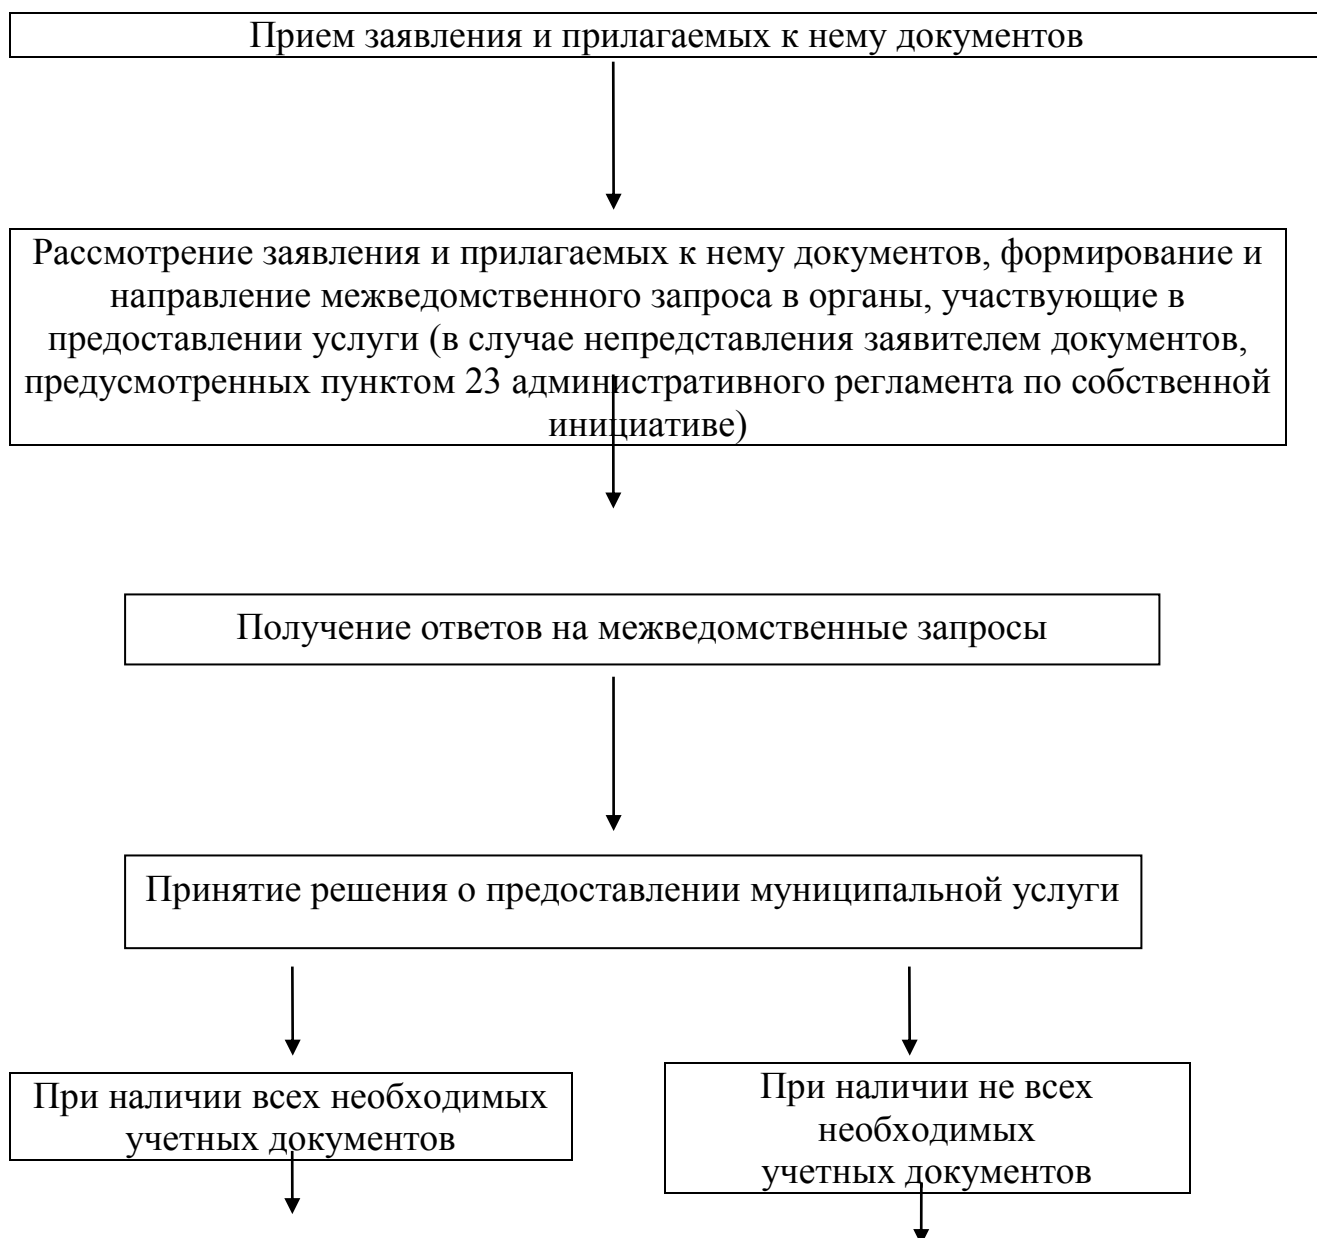 Прием заявления и прилагаемых к нему документов
Рассмотрение заявления и прилагаемых к нему документов, формирование и
направление межведомственного запроса в органы, участвующие в
предоставлении услуги (в случае непредставления заявителем документов,
предусмотренных пунктом 23 административного регламента по собственной
инициативе)
Получение ответов на межведомственные запросы
Принятие решения о предоставлении муниципальной услуги
При наличии всех необходимых
учетных документов
При наличии не всех
необходимых
учетных документов